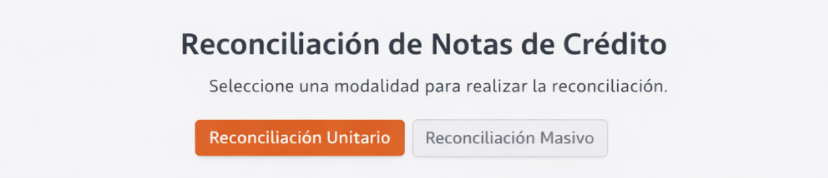 Reconciliación de Notas de Crédito
Seleccione una modalidad para realizar la reconciliación.
Reconciliación Unitario
Reconciliación Masivo